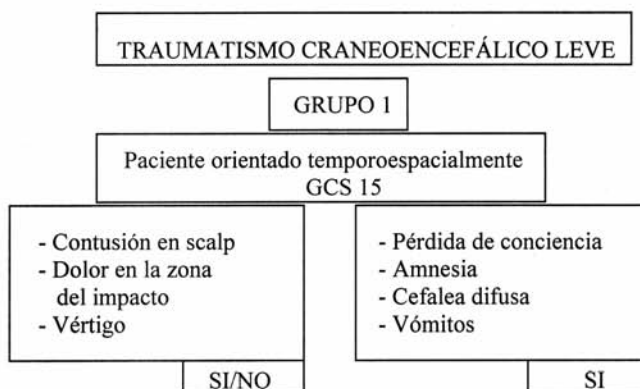 TRAUMATISMO CRANEOENCEFÁLICO LEVE
GRUPO 1
Paciente orientado temporoespacialmente
GCS 15
- Contusión en scalp
- Dolor en la zona
del impacto
- Vértigo
SI/NO
- Pérdida de conciencia
- Amnesia
- Cefalea difusa
- Vómitos
SI